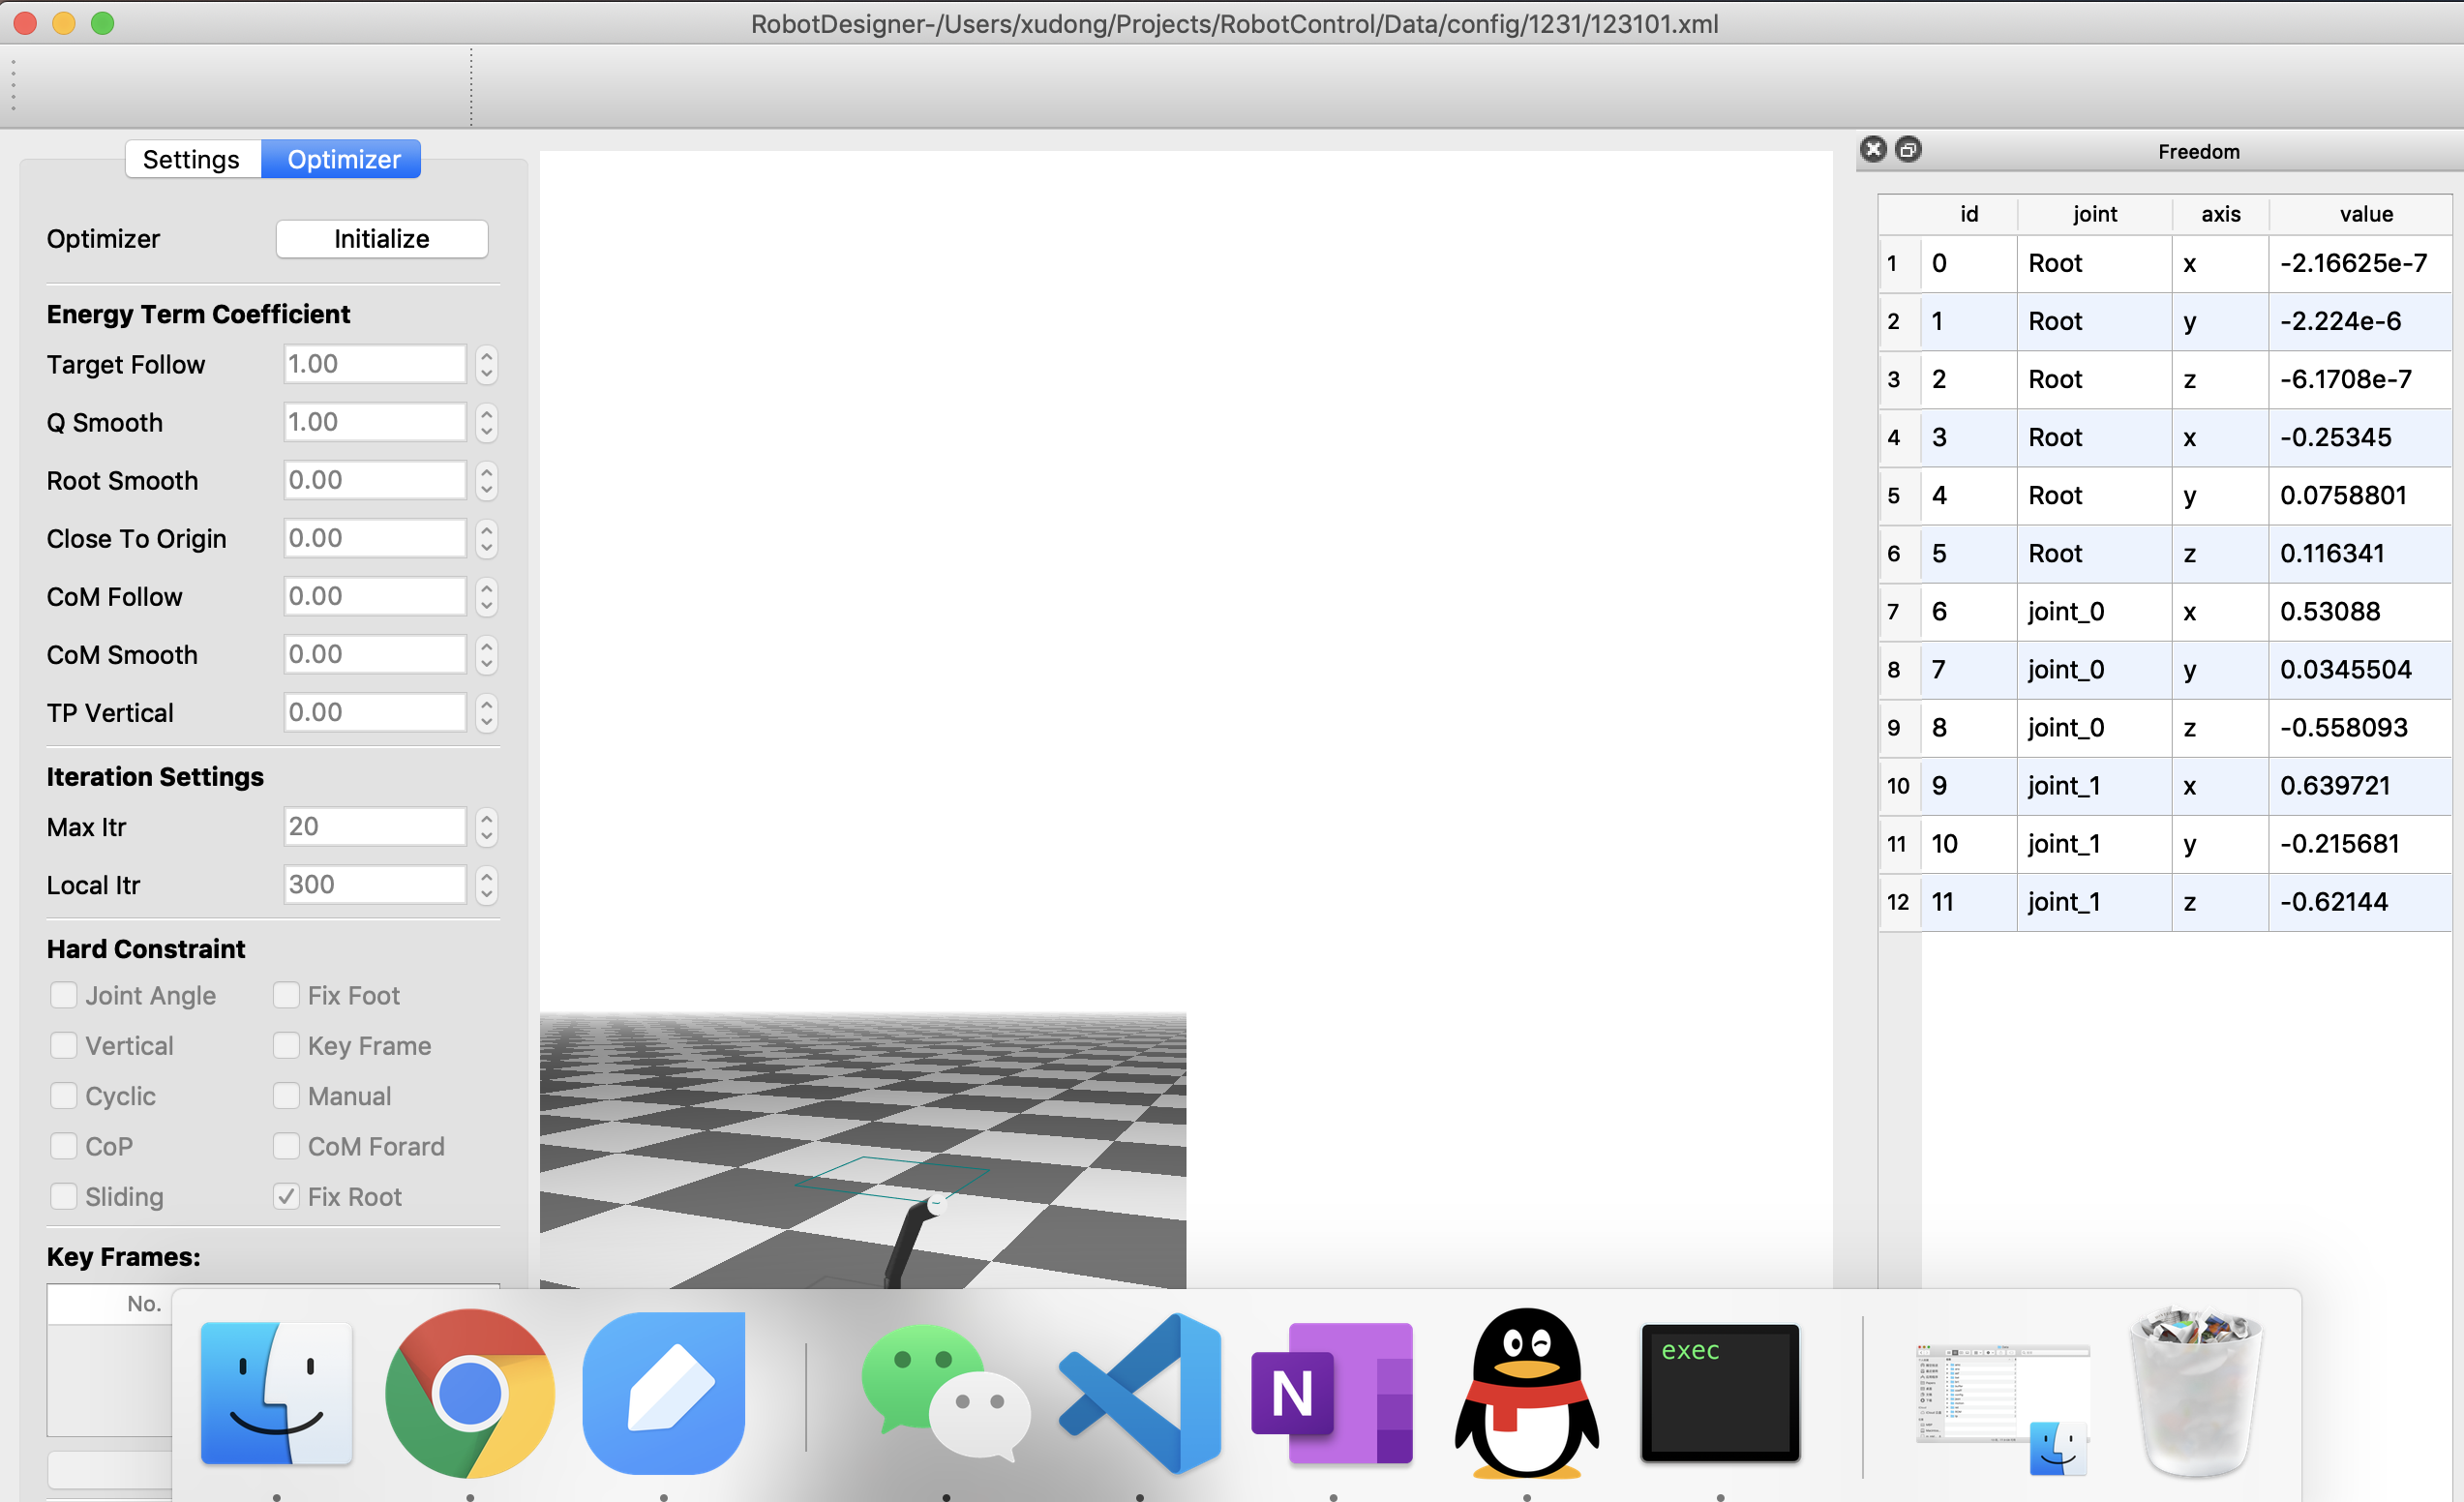 RobotDesigner-/Users/xudong/Projects/RobotControl/Data/config/1231/123101.xml
Settings Optimizer
Optimizer Initialize
Energy Term Coefficient
Target Follow 1.00
Q Smooth 1.00
Root Smooth 0.00
Close To Origin 0.00
CoM Follow 0.00
CoM Smooth 0.00
TP Vertical 0.00
Iteration Settings
Max Itr 20
Local Itr 300
Hard Constraint
Joint Angle Fix Foot
Vertical Key Frame
Cyclic Manual
CoP CoM Forard
Sliding Fix Root
Key Frames:
No.
Freedom
id joint axis value
1 0 Root x -2.16625e-7
2 1 Root y -2.224e-6
3 2 Root z -6.1708e-7
4 3 Root x -0.25345
5 4 Root y 0.0758801
6 5 Root z 0.116341
7 6 joint_0 x 0.53088
8 7 joint_0 y 0.0345504
9 8 joint_0 z -0.558093
10 9 joint_1 x 0.639721
11 10 joint_1 y -0.215681
12 11 joint_1 z -0.62144
N
exec